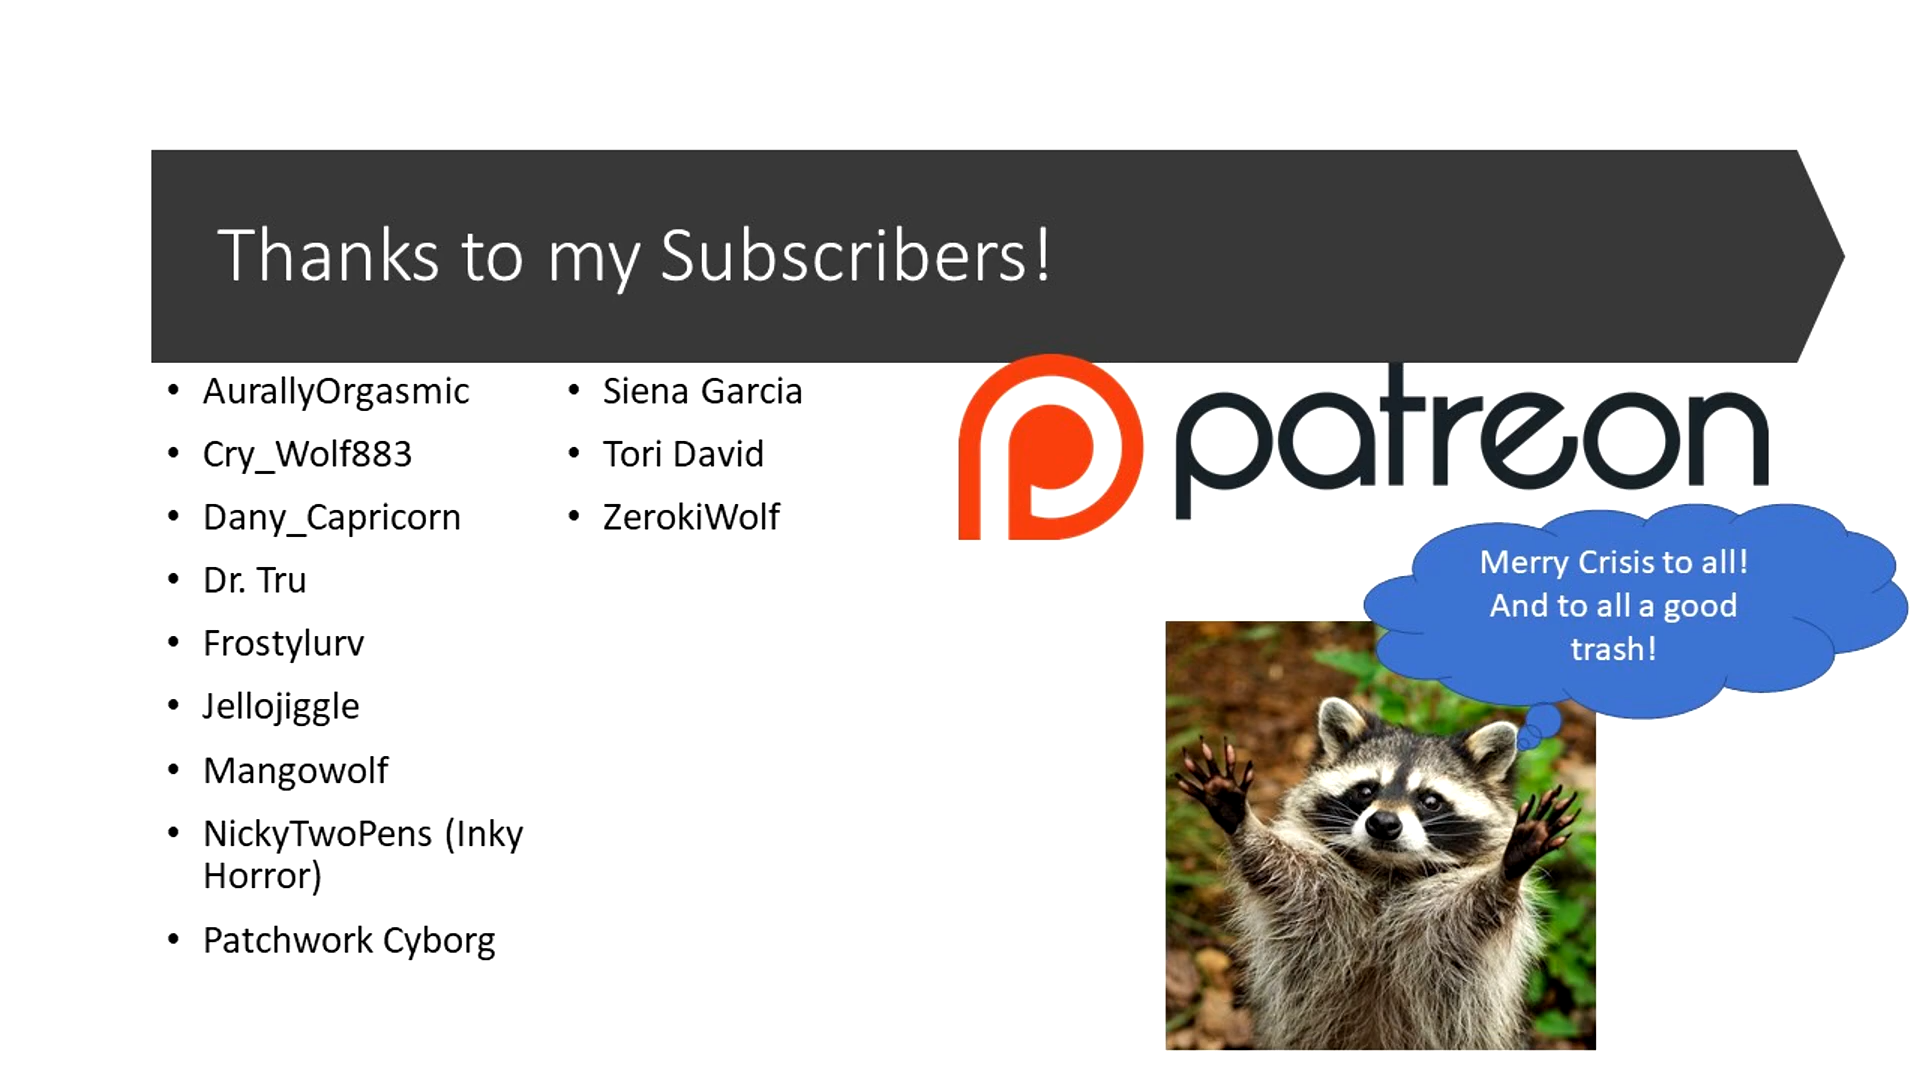 Thanks to my Subscribers!
AurallyOrgasmic
Cry_Wolf883
Dany_Capricorn
Dr. Tru
Frostylurv
Jellojiggle
Mangowolf
NickyTwoPens (Inky
Horror)
Patchwork Cyborg
Siena Garcia
Tori David
ZerokiWolf
patreon
Merry Crisis to all!
And to all a good
trash!